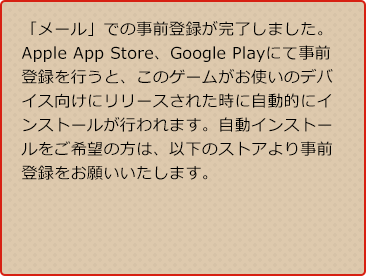 「メール」での事前登録が完了しました。
Apple App Store、Google Playにて事前
登録を行うと、このゲームがお使いのデバ
イス向けにリリースされた時に自動的にイ
ンストールが行われます。自動インストー
ルをご希望の方は、以下のストアより事前
登録をお願いいたします。